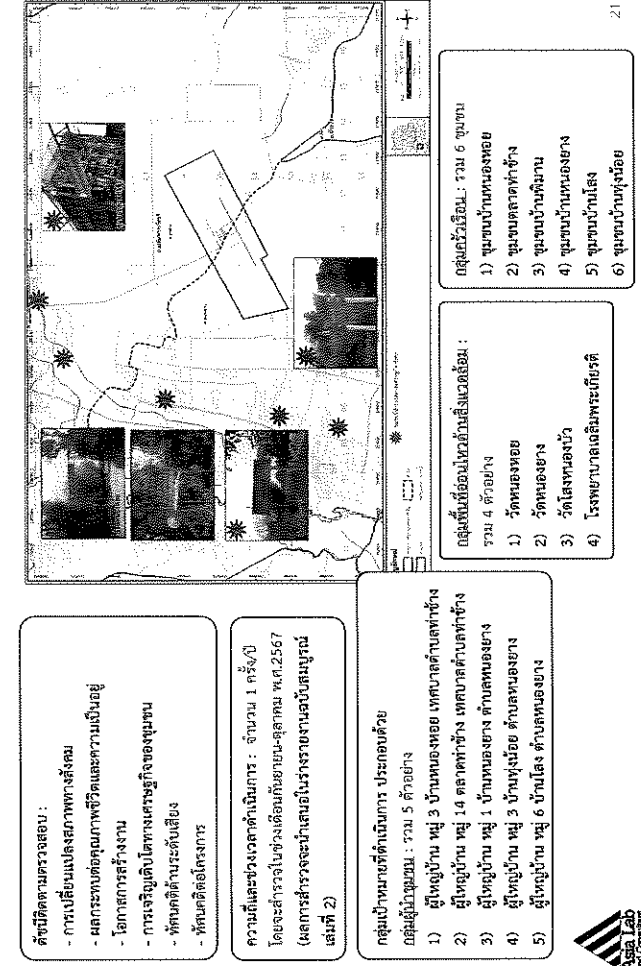 ดัชนีติดตามตรวจสอบ :
- การเปลี่ยนแปลงสภาพทางสังคม
- ผลกระทบต่อคุณภาพชีวิตและความเป็นอยู่
- โอกาสการสร้างงาน
- การเจริญเติบโตทางเศรษฐกิจของชุมชน
- ทัศนคติด้านระดับเสียง
- ทัศนคติต่อโครงการ
ความถี่และช่วงเวลาดำเนินการ : จำนวน 1 ครั้ง/ปี
โดยจะสำรวจในช่วงเดือนกันยายน-ตุลาคม พ.ศ.2567
(ผลการสำรวจจะนำเสนอในร่างรายงานฉบับสมบูรณ์
เล่มที่ 2)
กลุ่มเป้าหมายที่ดำเนินการ ประกอบด้วย
กลุ่มผู้นำชุมชน : รวม 5 ตัวอย่าง
1) ผู้ใหญ่บ้าน หมู่ 3 บ้านหนองหอย เทศบาลตำบลท่าช้าง
2) ผู้ใหญ่บ้าน หมู่ 14 ตลาดท่าช้าง เทศบาลตำบลท่าช้าง
3) ผู้ใหญ่บ้าน หมู่ 1 บ้านหนองยาง ตำบลหนองยาง
4) ผู้ใหญ่บ้าน หมู่ 3 บ้านทุ่งน้อย ตำบลหนองยาง
5) ผู้ใหญ่บ้าน หมู่ 6 บ้านโสง ตำบลหนองยาง
กลุ่มพื้นที่อ่อนไหวด้านสิ่งแวดล้อม :
รวม 4 ตัวอย่าง
1) วัดหนองหอย
2) วัดหนองยาง
3) วัดโสงหนองบัว
4) โรงพยาบาลเฉลิมพระเกียรติ
กลุ่มครัวเรือน : รวม 6 ชุมชน
1) ชุมชนบ้านหนองหอย
2) ชุมชนตลาดท่าช้าง
3) ชุมชนบ้านพิมาน
4) ชุมชนบ้านหนองยาง
5) ชุมชนบ้านโสง
6) ชุมชนบ้านทุ่งน้อย
Asia Lab
21